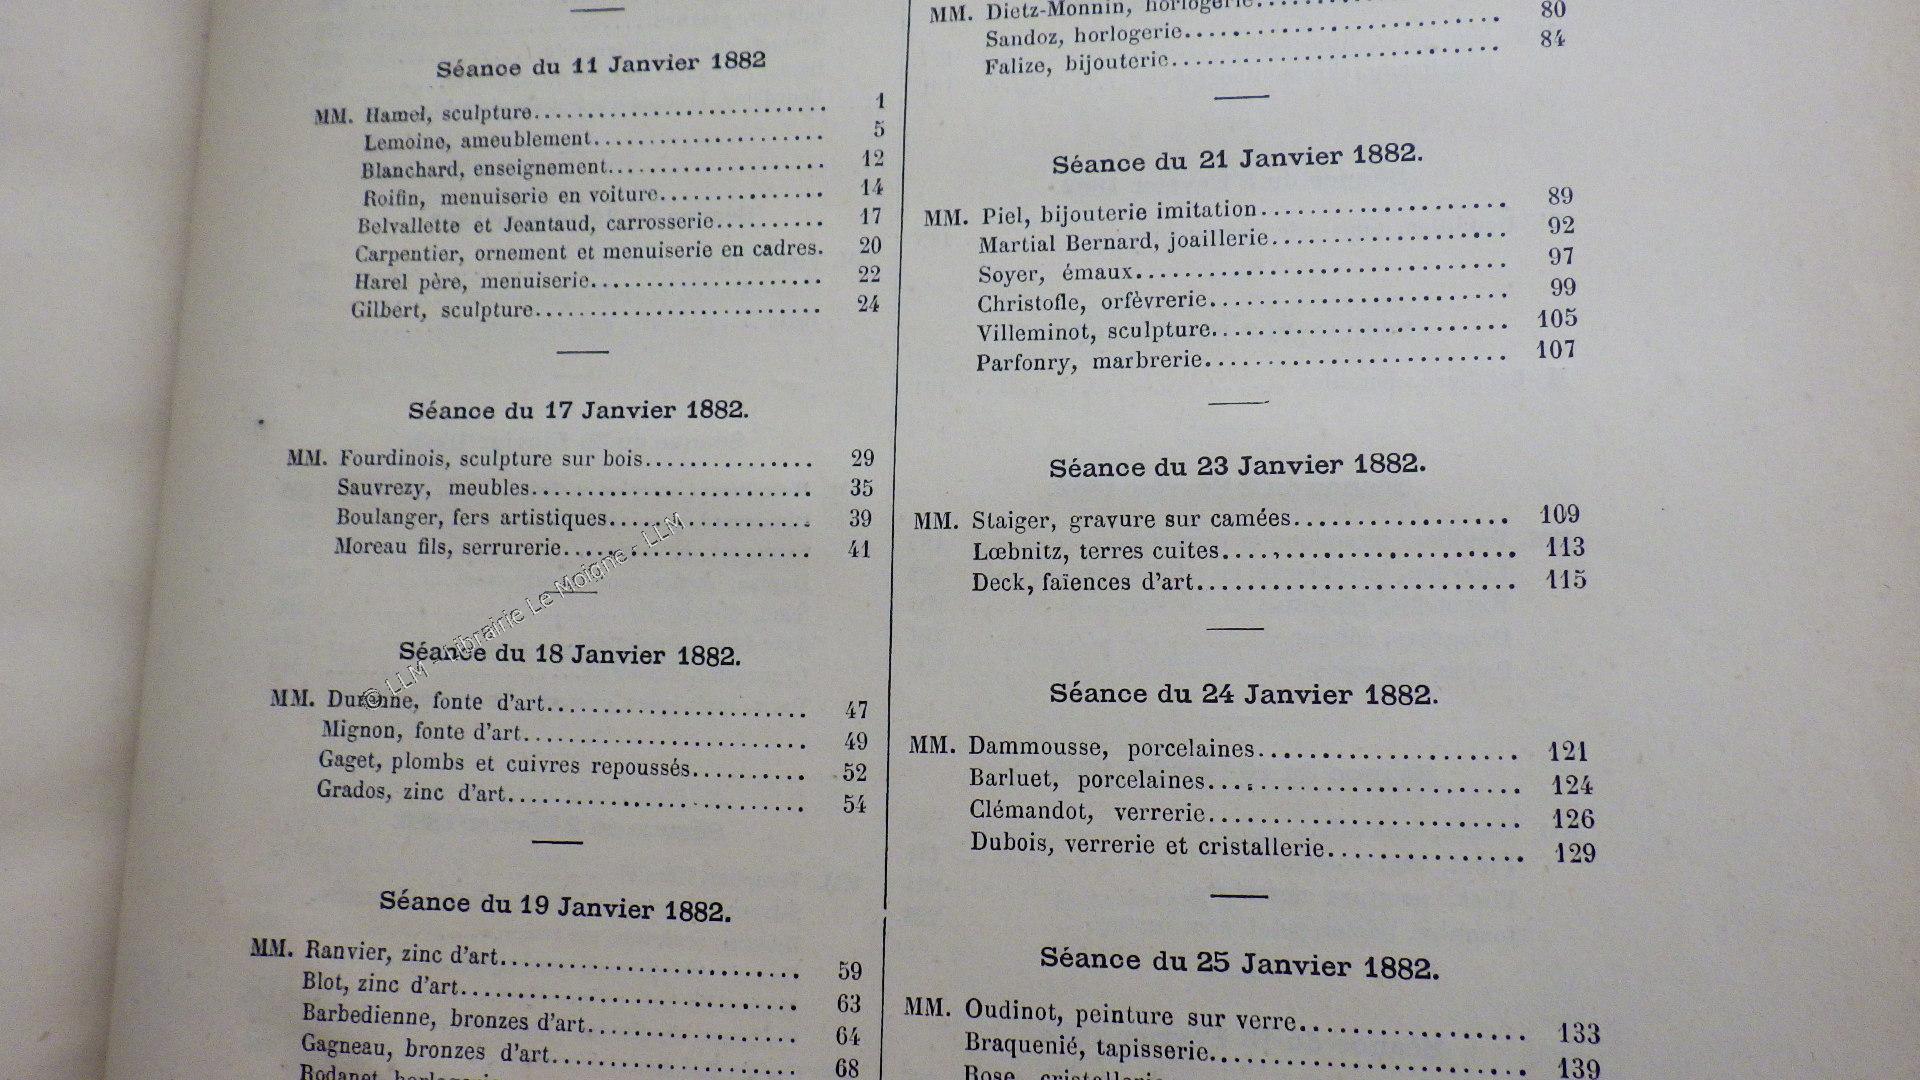 Séance du 11 Janvier 1882
MM. Hamel, sculpture.......................... 1
Lemoine, ameublement.................... 5
Blanchard, enseignement................... 12
Roifin, menuiserie en voiture............... 14
Belvallette et Jeantaud, carrosserie.......... 17
Carpentier, ornement et menuiserie en cadres. 20
Harel père, menuiserie..................... 22
Gilbert, sculpture.......................... 24
Séance du 17 Janvier 1882.
MM. Fourdinois, sculpture sur bois............... 29
Sauvrezy, meubles......................... 35
Boulanger, fers artistiques.................. 39
Moreau fils, serrurerie...................... 41
Séance du 18 Janvier 1882.
MM. Durenne, fonte d'art....................... 47
Mignon, fonte d'art......................... 49
Gaget, plombs et cuivres repoussés.......... 52
Grados, zinc d'art.......................... 54
Séance du 19 Janvier 1882.
MM. Ranvier, zinc d'art.......................... 59
Blot, zinc d'art.............................. 63
Barbedienne, bronzes d'art.................. 64
Gagneau, bronzes d'art...................... 68
Rodanet,
MM. Dietz-Monnin, horlogerie.................... 80
Sandoz, horlogerie.......................... 84
Falize, bijouterie............................
Séance du 21 Janvier 1882.
MM. Piel, bijouterie imitation..................... 89
Martial Bernard, joaillerie................... 92
Soyer, émaux.............................. 97
Christofle, orfèvrerie........................ 99
Villeminot, sculpture........................ 105
Parfonry, marbrerie......................... 107
Séance du 23 Janvier 1882.
MM. Staiger, gravure sur camées................. 109
Lœbnitz, terres cuites....................... 113
Deck, faïences d'art......................... 115
Séance du 24 Janvier 1882.
MM. Dammousse, porcelaines.................... 121
Barluet, porcelaines........................ 124
Clémandot, verrerie........................ 126
Dubois, verrerie et cristallerie............... 129
Séance du 25 Janvier 1882.
MM. Oudinot, peinture sur verre................. 133
Braquenié, tapisserie........................ 139
Rose, cristallerie
© LLM - Librairie Le Moigne - LLM